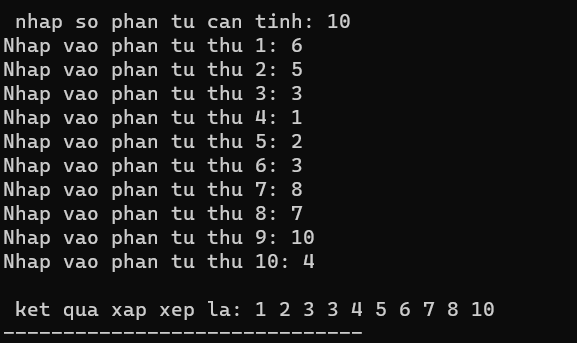 nhap so phan tu can tinh: 10
Nhap vao phan tu thu 1: 6
Nhap vao phan tu thu 2: 5
Nhap vao phan tu thu 3: 3
Nhap vao phan tu thu 4: 1
Nhap vao phan tu thu 5: 2
Nhap vao phan tu thu 6: 3
Nhap vao phan tu thu 7: 8
Nhap vao phan tu thu 8: 7
Nhap vao phan tu thu 9: 10
Nhap vao phan tu thu 10: 4
ket qua xap xep la: 1 2 3 3 4 5 6 7 8 10
------------------------------